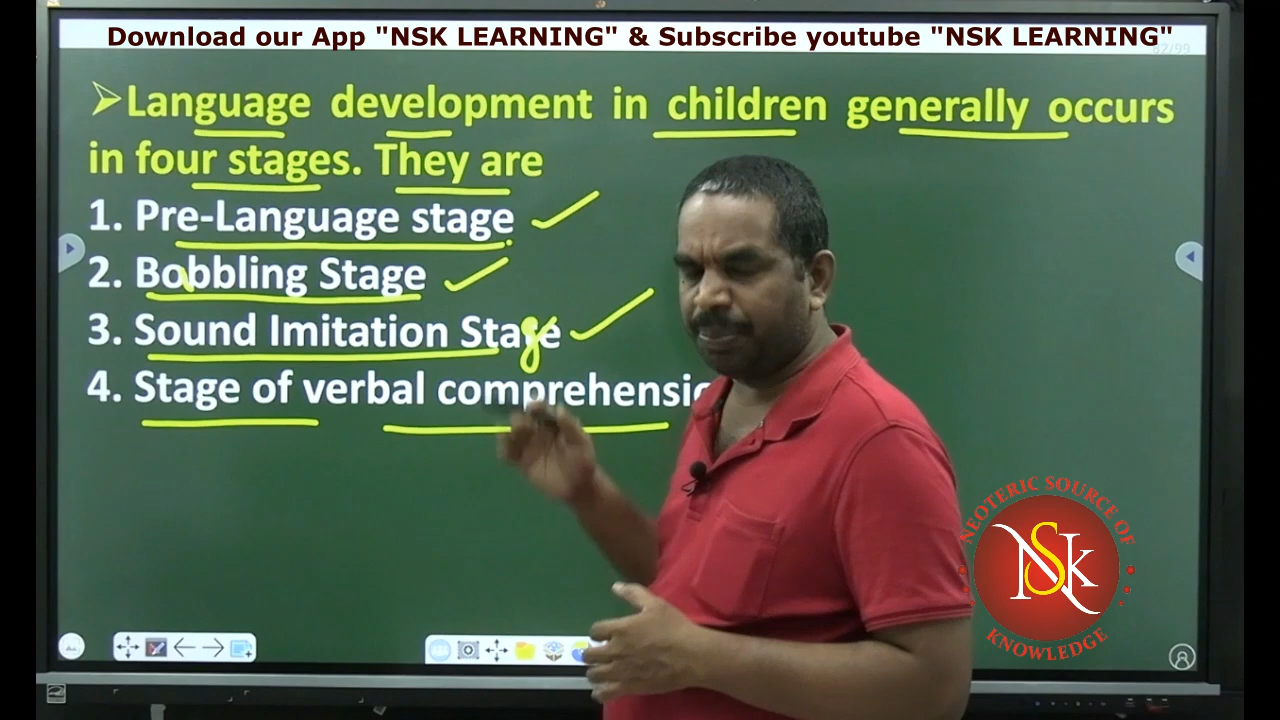 Download our App "NSK LEARNING" & Subscribe youtube "NSK LEARNING"
82/99
➢Language development in children generally occurs
in four stages. They are
1. Pre-Language stage
2. Bobbling Stage
3. Sound Imitation Stage
4. Stage of verbal
NEOTERIC SOURCE OF
NSK
KNOWLEDGE